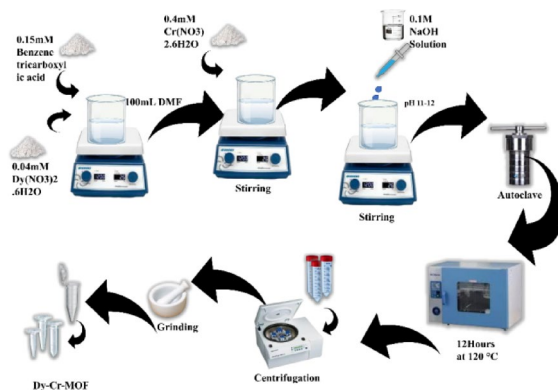 0.15mM
Benzene
tricarboxyl
ic acid
0.04mM
Dy(NO3)2
.6H2O
100mL DMF
0.4mM
Cr(NO3)
2.6H2O
Stirring
0.1M
NaOH
Solution
pH 11-12
Stirring
Autoclave
12Hours
at 120 °C
Centrifugation
Grinding
Dy-Cr-MOF